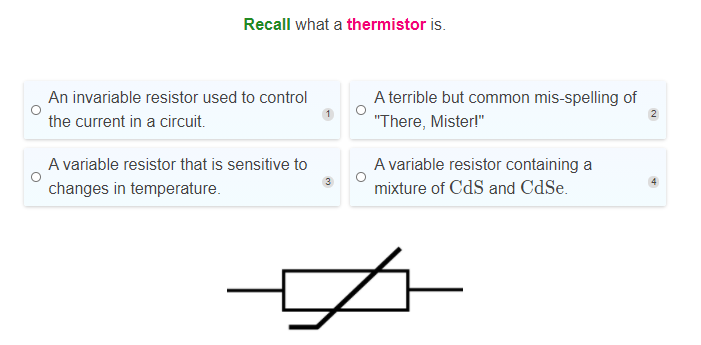 Recall what a thermistor is.
An invariable resistor used to control
the current in a circuit.
1
A terrible but common mis-spelling of
"There, Mister!"
2
A variable resistor that is sensitive to
changes in temperature.
3
A variable resistor containing a
mixture of CdS and CdSe.
4